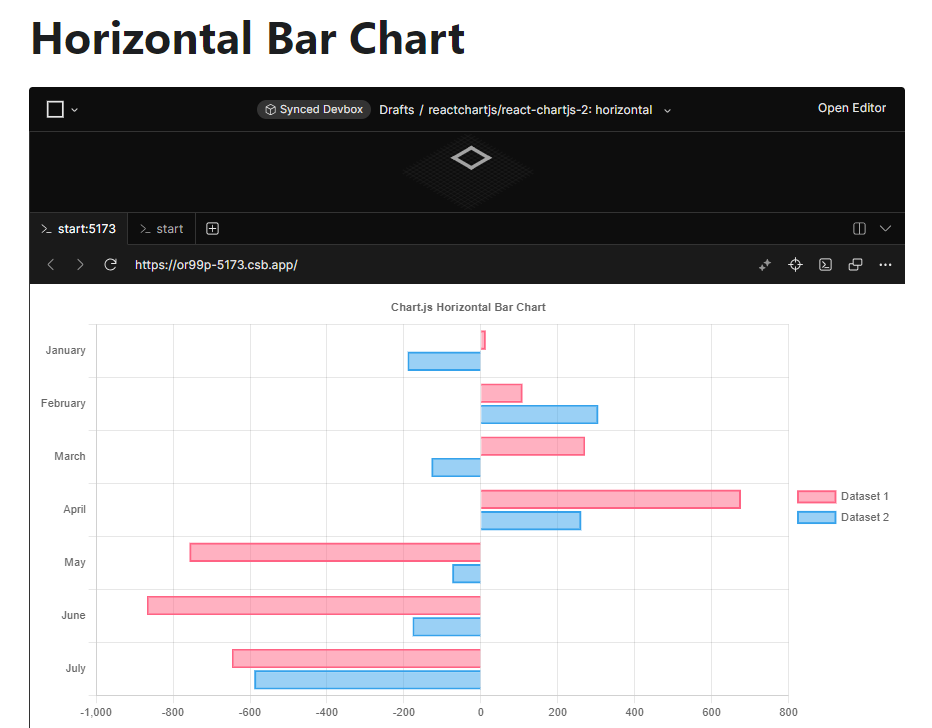 Horizontal Bar Chart
Synced Devbox Drafts / reactchartjs/react-chartjs-2: horizontal Open Editor
start:5173 start
https://or99p-5173.csb.app/
Chart.js Horizontal Bar Chart
January
February
March
April
May
June
July
Dataset 1
Dataset 2
-1,000 -800 -600 -400 -200 0 200 400 600 800